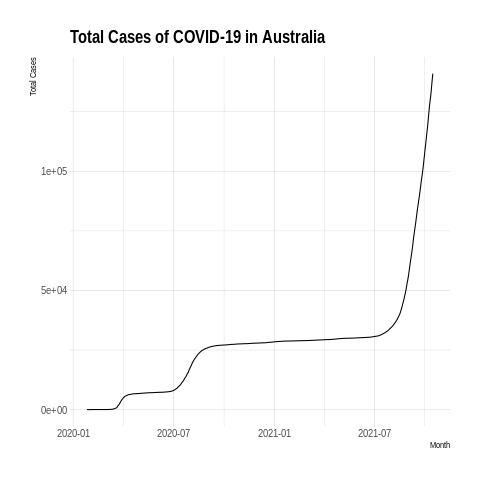 Total Cases of COVID-19 in Australia
Total Cases
1e+05
5e+04
0e+00
2020-01 2020-07 2021-01 2021-07
Month